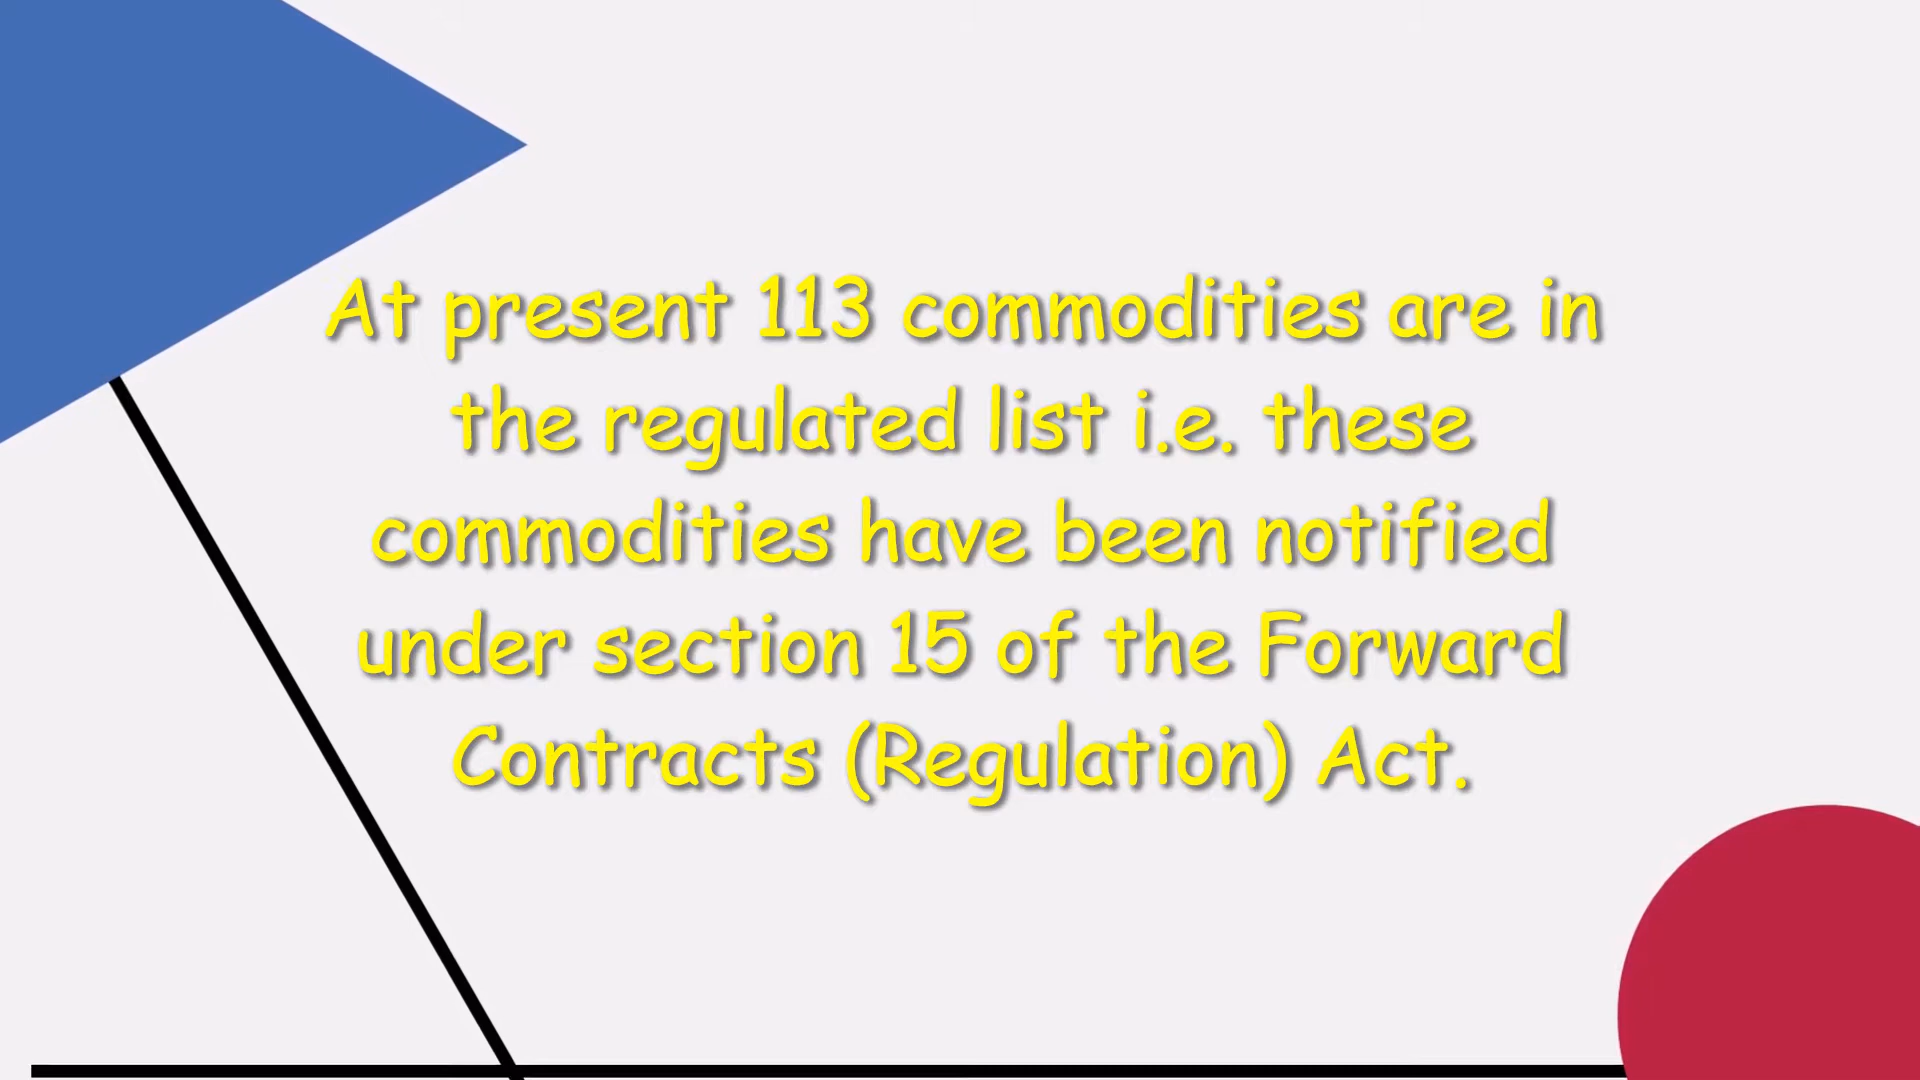 At present 113 commodities are in
the regulated list i.e. these
commodities have been notified
under section 15 of the Forward
Contracts (Regulation) Act.